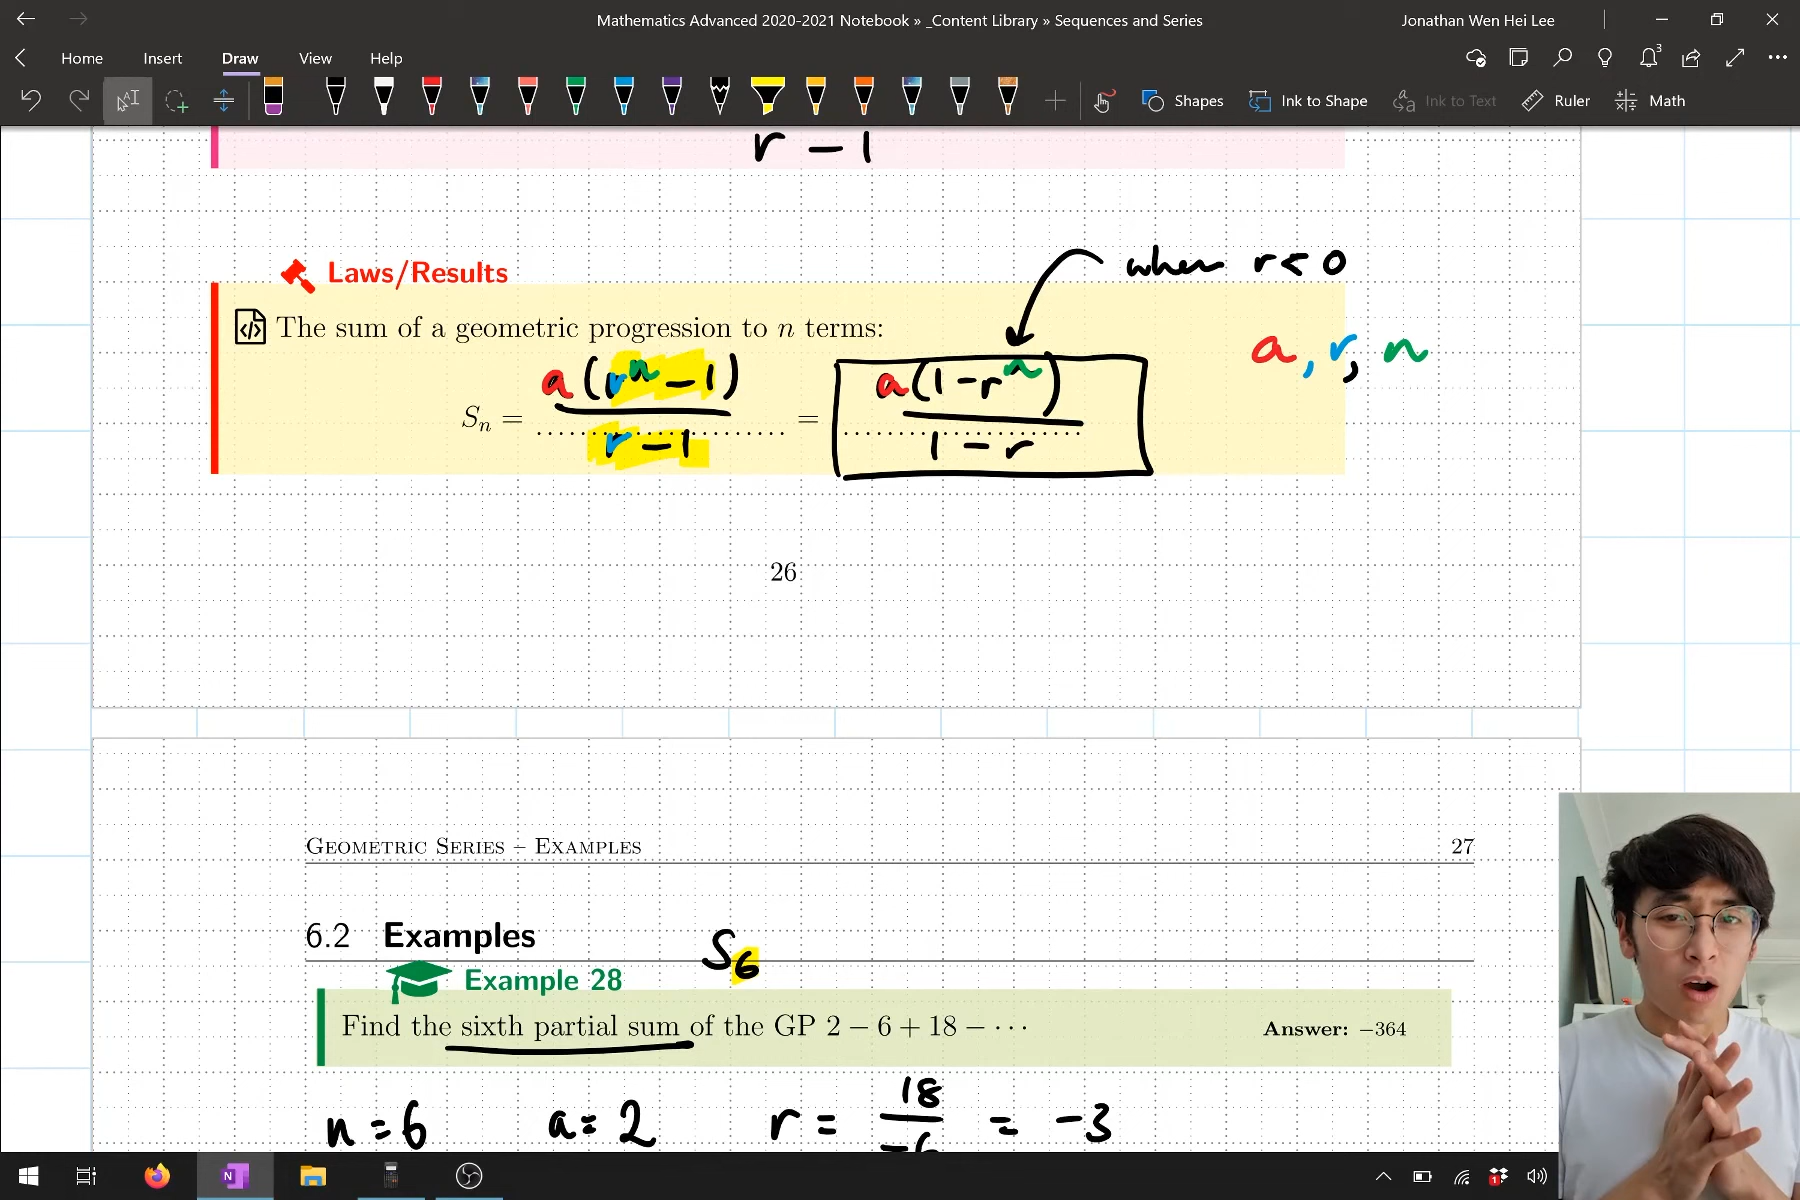 Mathematics Advanced 2020-2021 Notebook » _Content Library » Sequences and Series
Jonathan Wen Hei Lee
Home Insert Draw View Help
3
Shapes Ink to Shape Ink to Text Ruler Math
r - 1
Laws/Results
when r < 0
</> The sum of a geometric progression to n terms:
a, r, n
Sₙ = a(rⁿ - 1) / r - 1 = a(1 - rⁿ) / 1 - r
26
GEOMETRIC SERIES – EXAMPLES 27
6.2 Examples
S₆
Example 28
Find the sixth partial sum of the GP 2 − 6 + 18 − ⋯ Answer: −364
n = 6 a = 2 r = 18 / -6 = -3
N
1